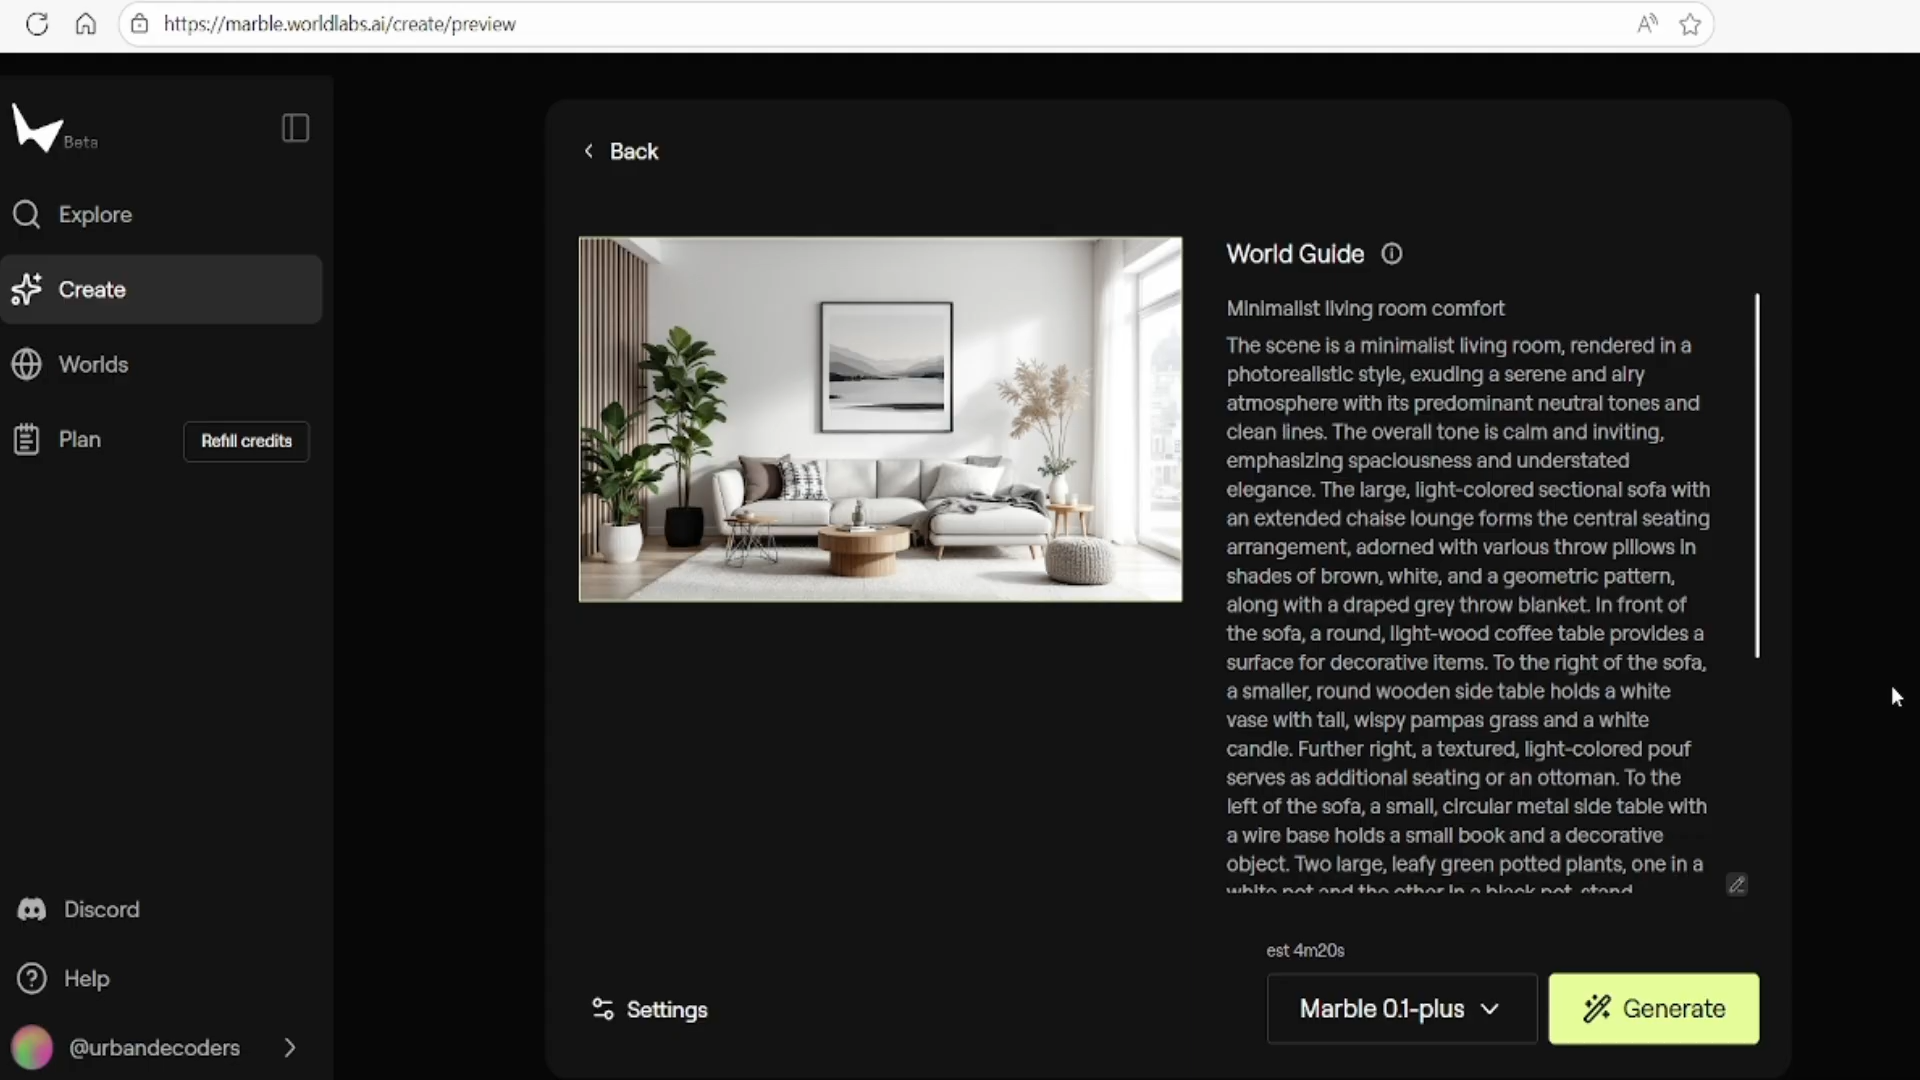 https://marble.worldlabs.ai/create/preview
Beta
Explore
Create
Worlds
Plan
Refill credits
Discord
Help
@urbandecoders
Back
World Guide
Minimalist living room comfort
The scene is a minimalist living room, rendered in a
photorealistic style, exuding a serene and airy
atmosphere with its predominant neutral tones and
clean lines. The overall tone is calm and inviting,
emphasizing spaciousness and understated
elegance. The large, light-colored sectional sofa with
an extended chaise lounge forms the central seating
arrangement, adorned with various throw pillows in
shades of brown, white, and a geometric pattern,
along with a draped grey throw blanket. In front of
the sofa, a round, light-wood coffee table provides a
surface for decorative items. To the right of the sofa,
a smaller, round wooden side table holds a white
vase with tall, wispy pampas grass and a white
candle. Further right, a textured, light-colored pouf
serves as additional seating or an ottoman. To the
left of the sofa, a small, circular metal side table with
a wire base holds a small book and a decorative
object. Two large, leafy green potted plants, one in a
white pot and the other in a black pot, stand
est 4m20s
Settings
Marble 0.1-plus
Generate